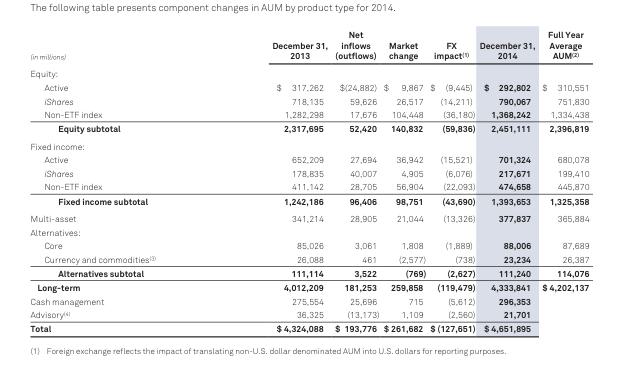 The following table presents component changes in AUM by product type for 2014.
(in millions) December 31, 2013 Net inflows (outflows) Market change FX impact(1) December 31, 2014 Full Year Average AUM(2)
Equity:
Active $ 317,262 $(24,882) $ 9,867 $ (9,445) $ 292,802 $ 310,551
iShares 718,135 59,626 26,517 (14,211) 790,067 751,830
Non-ETF index 1,282,298 17,676 104,448 (36,180) 1,368,242 1,334,438
Equity subtotal 2,317,695 52,420 140,832 (59,836) 2,451,111 2,396,819
Fixed income:
Active 652,209 27,694 36,942 (15,521) 701,324 680,078
iShares 178,835 40,007 4,905 (6,076) 217,671 199,410
Non-ETF index 411,142 28,705 56,904 (22,093) 474,658 445,870
Fixed income subtotal 1,242,186 96,406 98,751 (43,690) 1,393,653 1,325,358
Multi-asset 341,214 28,905 21,044 (13,326) 377,837 365,884
Alternatives:
Core 85,026 3,061 1,808 (1,889) 88,006 87,689
Currency and commodities(3) 26,088 461 (2,577) (738) 23,234 26,387
Alternatives subtotal 111,114 3,522 (769) (2,627) 111,240 114,076
Long-term 4,012,209 181,253 259,858 (119,479) 4,333,841 $ 4,202,137
Cash management 275,554 25,696 715 (5,612) 296,353
Advisory(4) 36,325 (13,173) 1,109 (2,560) 21,701
Total $ 4,324,088 $ 193,776 $ 261,682 $ (127,651) $ 4,651,895
(1) Foreign exchange reflects the impact of translating non-U.S. dollar denominated AUM into U.S. dollars for reporting purposes.